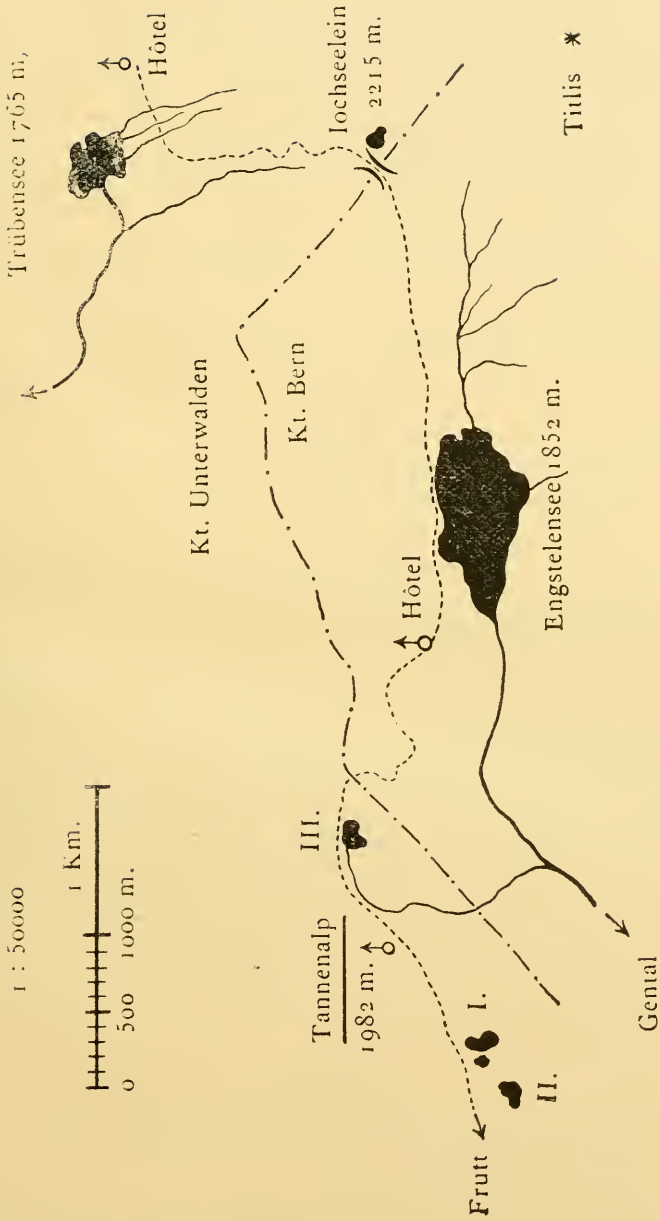 1 : 50000
1 Km.
0 500 1000 m.
Trübensee 1765 m,
Hôtel
Iochseelein
2215 m.
Titlis
Kt. Unterwalden
Kt. Bern
Hôtel
Engstelensee 1852 m.
III.
Tannenalp
1982 m.
I.
II.
Frutt
Gental